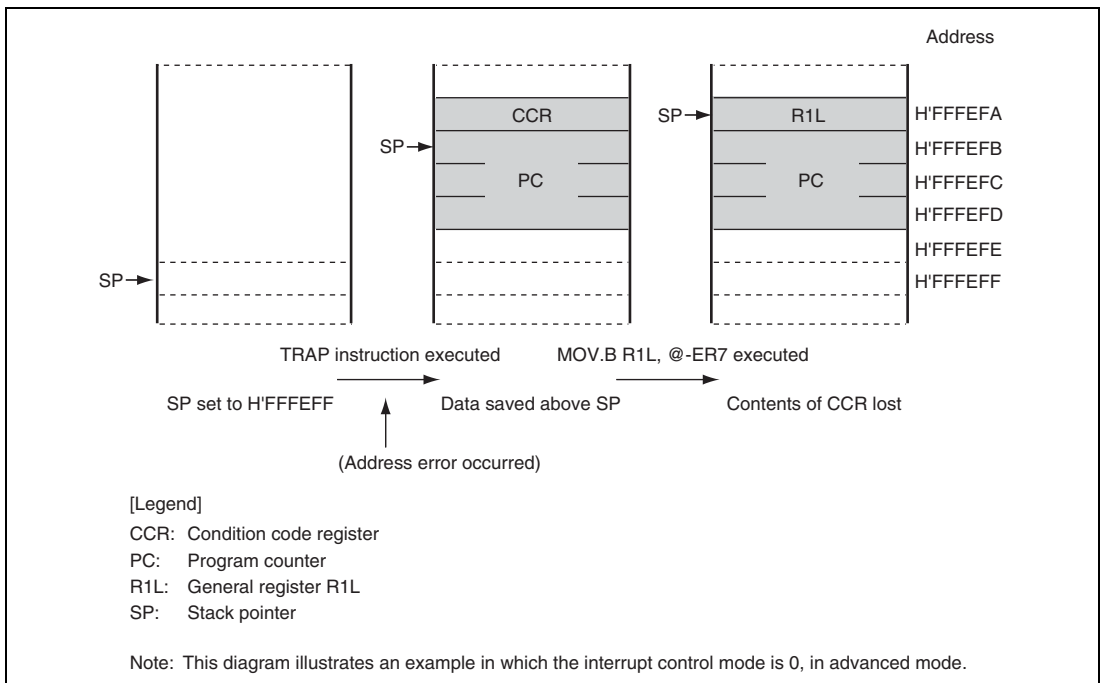 Address
CCR
SP
R1L
H'FFFEFA
SP
H'FFFEFB
PC
PC
H'FFFEFC
H'FFFEFD
H'FFFEFE
SP
H'FFFEFF
TRAP instruction executed
MOV.B R1L, @-ER7 executed
SP set to H'FFFEFF
Data saved above SP
Contents of CCR lost
(Address error occurred)
[Legend]
CCR: Condition code register
PC: Program counter
R1L: General register R1L
SP: Stack pointer
Note: This diagram illustrates an example in which the interrupt control mode is 0, in advanced mode.